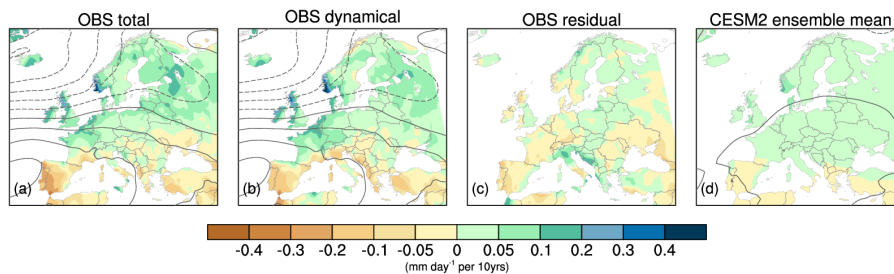 OBS total
OBS dynamical
OBS residual
CESM2 ensemble mean
(a)
(b)
(c)
(d)
-0.4 -0.3 -0.2 -0.1 -0.05 0 0.05 0.1 0.2 0.3 0.4
(mm day⁻¹ per 10yrs)